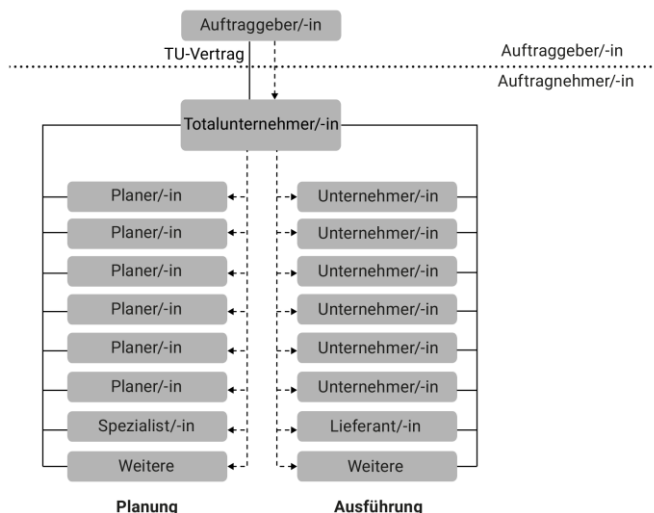 Auftraggeber/-in
TU-Vertrag
Auftraggeber/-in
Auftragnehmer/-in
Totalunternehmer/-in
Planer/-in
Unternehmer/-in
Planer/-in
Unternehmer/-in
Planer/-in
Unternehmer/-in
Planer/-in
Unternehmer/-in
Planer/-in
Unternehmer/-in
Planer/-in
Unternehmer/-in
Spezialist/-in
Lieferant/-in
Weitere
Weitere
Planung
Ausführung